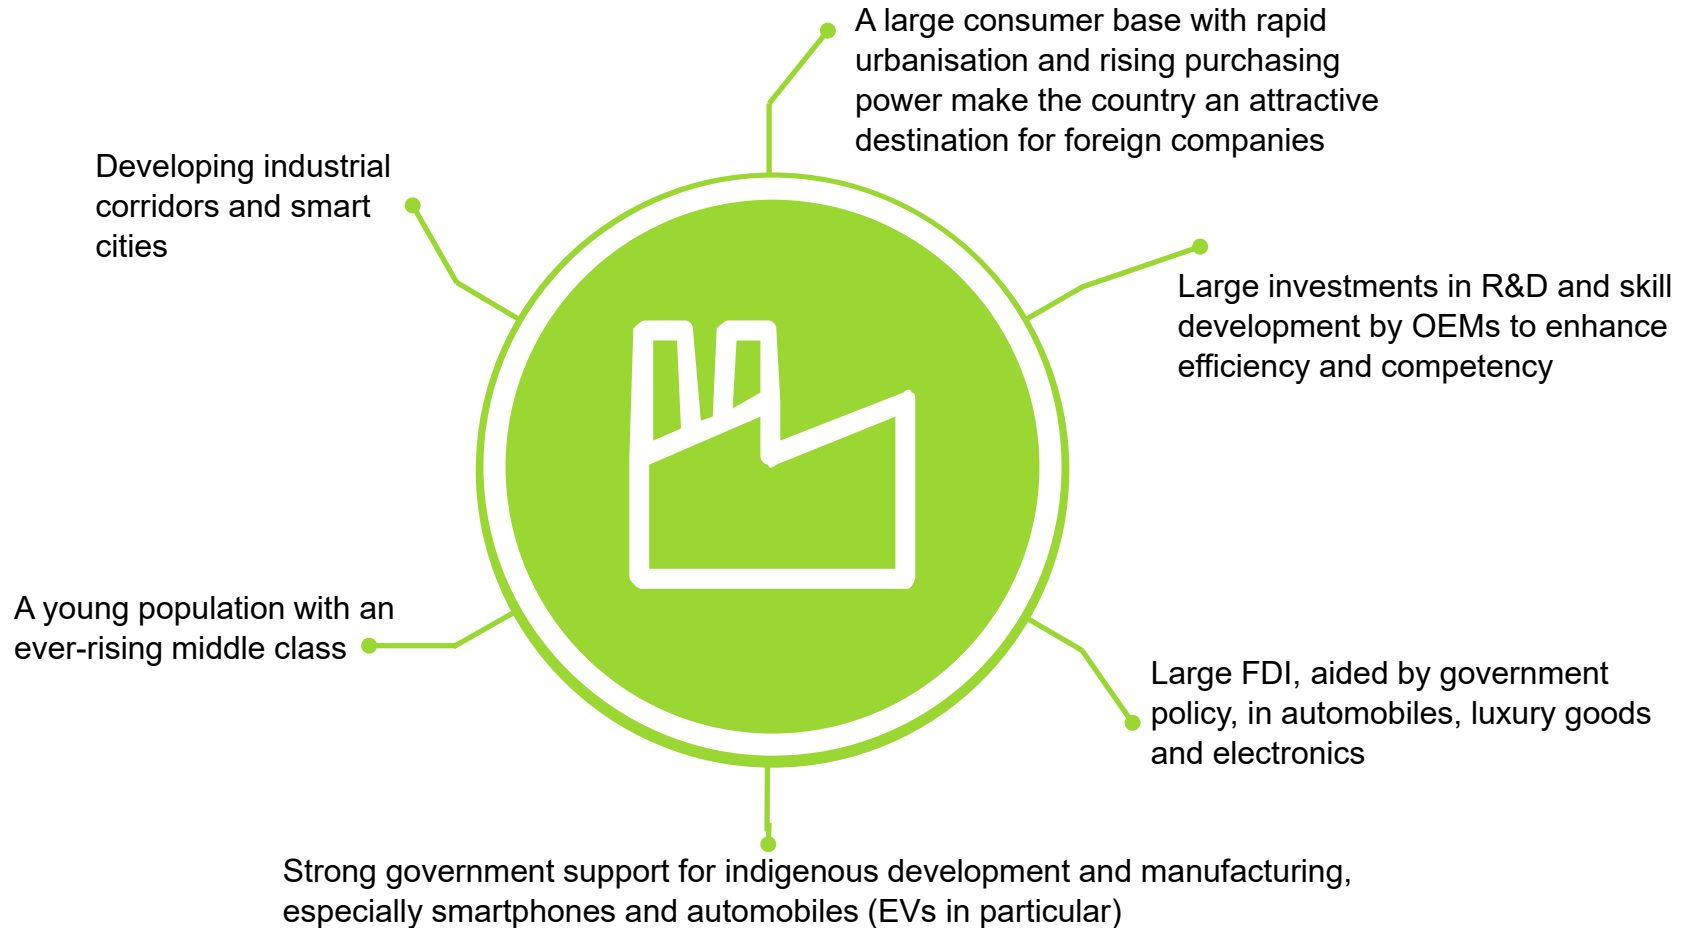 A large consumer base with rapid
urbanisation and rising purchasing
power make the country an attractive
destination for foreign companies
Developing industrial
corridors and smart
cities
Large investments in R&D and skill
development by OEMs to enhance
efficiency and competency
A young population with an
ever-rising middle class
Large FDI, aided by government
policy, in automobiles, luxury goods
and electronics
Strong government support for indigenous development and manufacturing,
especially smartphones and automobiles (EVs in particular)